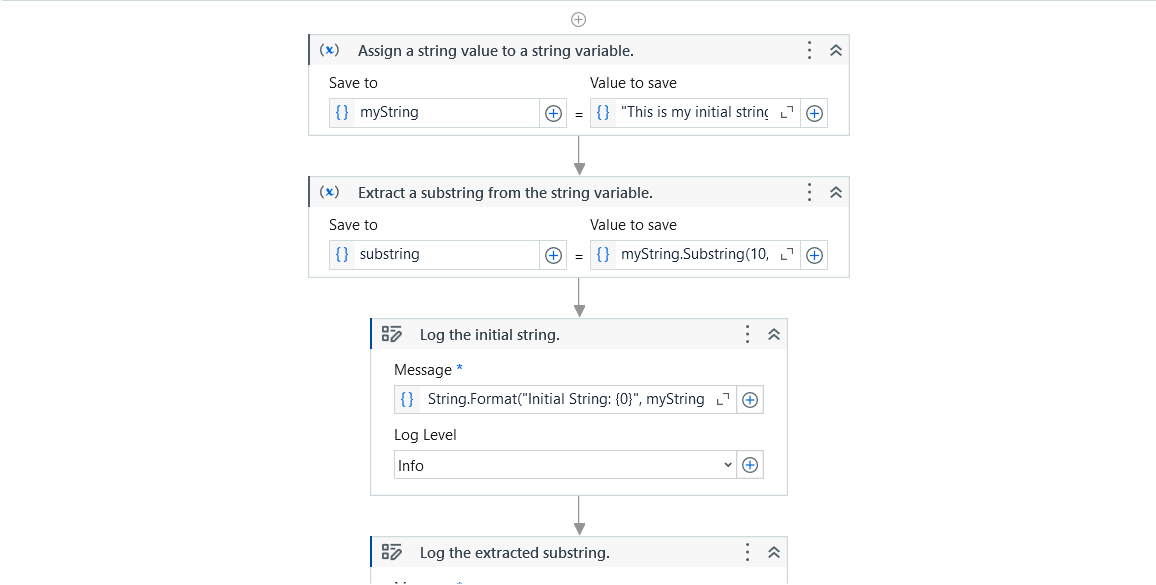 (x) Assign a string value to a string variable.
Save to Value to save
{} myString = {} "This is my initial string
(x) Extract a substring from the string variable.
Save to Value to save
{} substring = {} myString.Substring(10,
Log the initial string.
Message *
{} String.Format("Initial String: {0}", myString
Log Level
Info
Log the extracted substring.